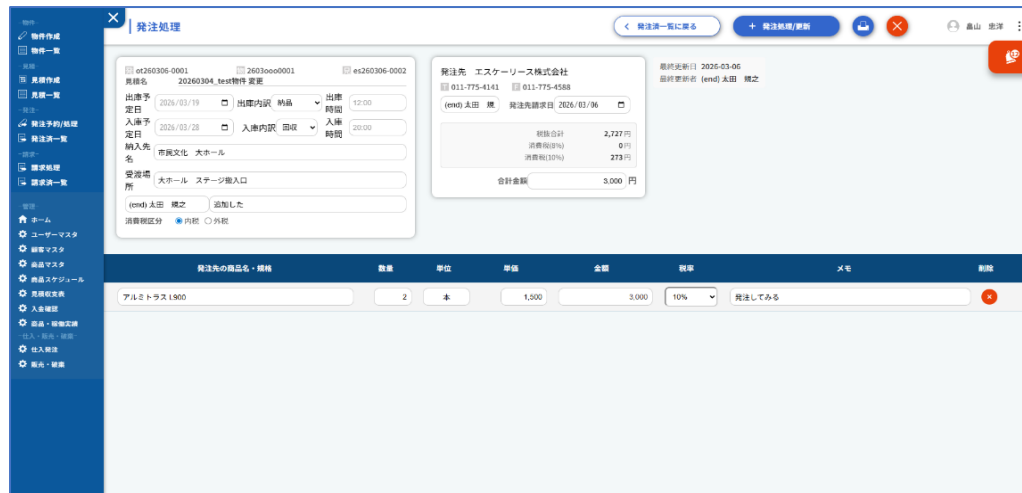 -物件-
物件作成
物件一覧
-見積-
見積作成
見積一覧
-発注-
発注予約/処理
発注済一覧
-請求-
請求処理
請求済一覧
-管理-
ホーム
ユーザーマスタ
顧客マスタ
商品マスタ
商品スケジュール
見積収支表
入金確認
商品・稼働実績
-仕入・販売・破棄-
仕入発注
販売・破棄
発注処理
発注済一覧に戻る
+ 発注処理/更新
畠山 忠洋
12
ot260306-0001 2603ooo0001 es260306-0002
見積名 20260304_test物件 変更
出庫予定日 2026/03/19 出庫内訳 納品 出庫時間 12:00
入庫予定日 2026/03/28 入庫内訳 回収 入庫時間 20:00
納入先名 市民文化 大ホール
受渡場所 大ホール ステージ搬入口
(end) 太田 規之 追加した
消費税区分 内税 外税
発注先 エスケーリース株式会社
T 011-775-4141 F 011-775-4588
(end) 太田 規 発注先請求日 2026/03/06
税抜合計 2,727円
消費税(8%) 0円
消費税(10%) 273円
合計金額 3,000 円
最終更新日 2026-03-06
最終更新者 (end) 太田 規之
発注先の商品名・規格 数量 単位 単価 金額 税率 メモ 削除
アルミトラス L900 2 本 1,500 3,000 10% 発注してみる